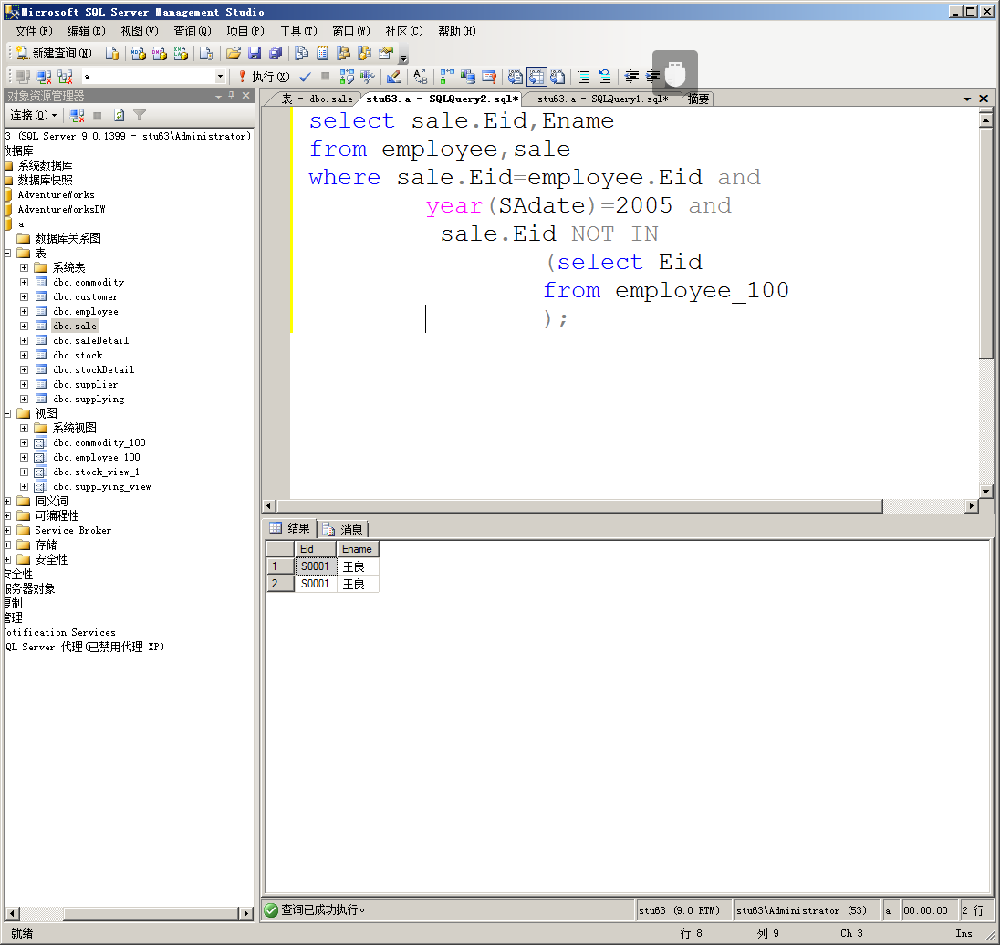 Microsoft SQL Server Management Studio
文件(F) 编辑(E) 视图(V) 查询(Q) 项目(P) 工具(T) 窗口(W) 社区(C) 帮助(H)
新建查询(N)
a 执行(X)
对象资源管理器
表 - dbo.sale stu63.a - SQLQuery2.sql* stu63.a - SQLQuery1.sql* 摘要
连接(O)
3 (SQL Server 9.0.1399 - stu63\Administrator)
数据库
系统数据库
数据库快照
AdventureWorks
AdventureWorksDW
a
数据库关系图
表
系统表
dbo.commodity
dbo.customer
dbo.employee
dbo.sale
dbo.saleDetail
dbo.stock
dbo.stockDetail
dbo.supplier
dbo.supplying
视图
系统视图
dbo.commodity_100
dbo.employee_100
dbo.stock_view_1
dbo.supplying_view
同义词
可编程性
Service Broker
存储
安全性
安全性
服务器对象
复制
管理
otification Services
QL Server 代理(已禁用代理 XP)
select sale.Eid,Ename
from employee,sale
where sale.Eid=employee.Eid and
year(SAdate)=2005 and
sale.Eid NOT IN
(select Eid
from employee_100
);
结果 消息
Eid Ename
1 S0001 王良
2 S0001 王良
查询已成功执行。 stu63 (9.0 RTM) stu63\Administrator (53) a 00:00:00 2 行
就绪 行 8 列 9 Ch 3 Ins